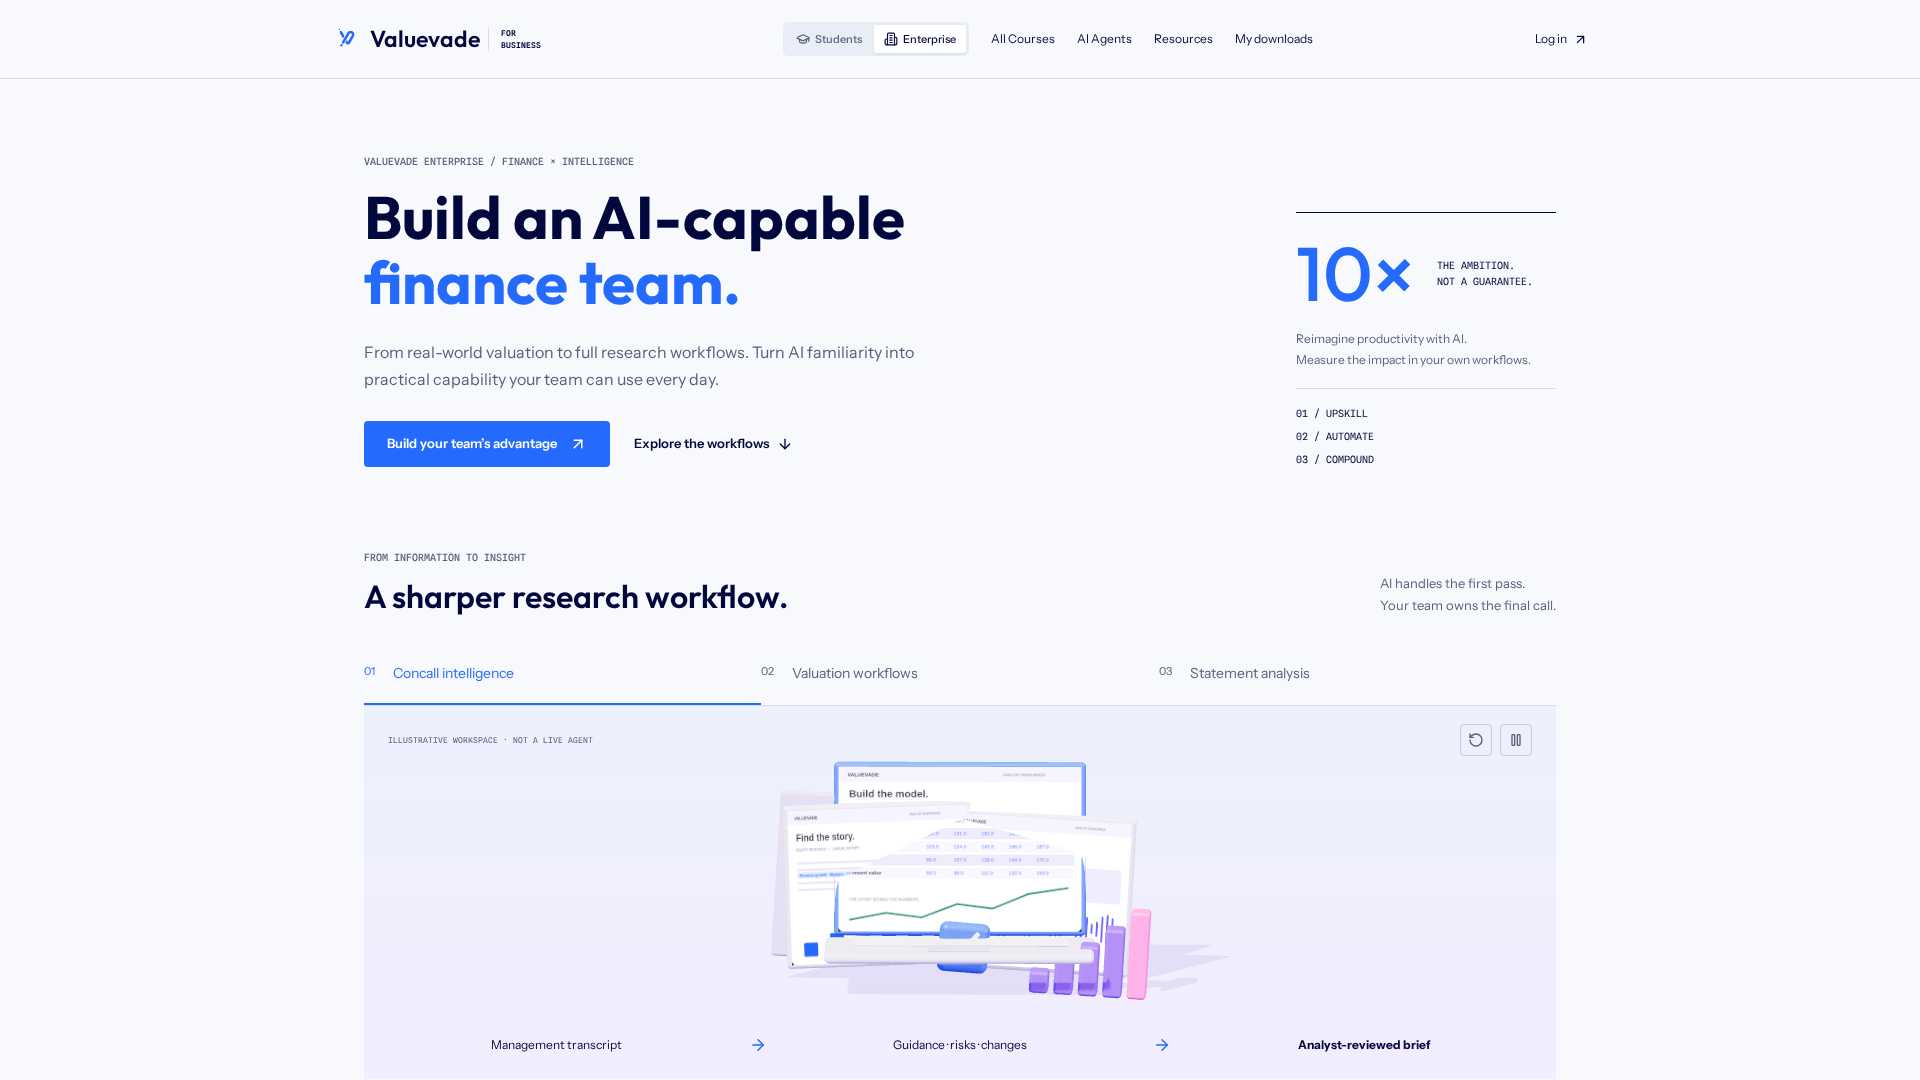 Valuevade
FOR
BUSINESS
Students
Enterprise
All Courses
AI Agents
Resources
My downloads
Log in
VALUEVADE ENTERPRISE / FINANCE × INTELLIGENCE
Build an AI-capable
finance team.
From real-world valuation to full research workflows. Turn AI familiarity into
practical capability your team can use every day.
Build your team's advantage
Explore the workflows
10×
THE AMBITION.
NOT A GUARANTEE.
Reimagine productivity with AI.
Measure the impact in your own workflows.
01 / UPSKILL
02 / AUTOMATE
03 / COMPOUND
FROM INFORMATION TO INSIGHT
A sharper research workflow.
AI handles the first pass.
Your team owns the final call.
01 Concall intelligence
02 Valuation workflows
03 Statement analysis
ILLUSTRATIVE WORKSPACE · NOT A LIVE AGENT
VALUEVADE
Build the model.
VALUEVADE
Find the story.
Management transcript
Guidance · risks · changes
Analyst-reviewed brief